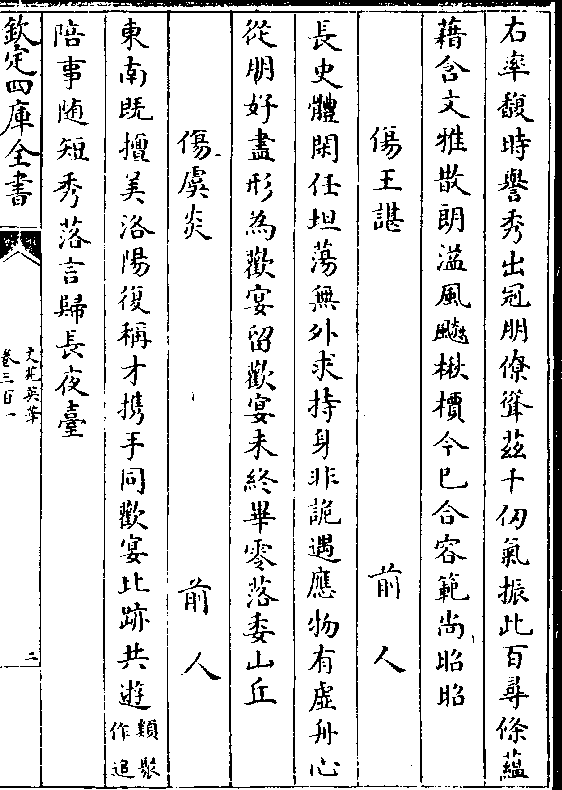 右率馥時譽秀出冠朋僚聳茲千仞氣振此百尋條蘊
藉含文雅散朗溢風飈楸檟今已合容範尚昭昭
傷王諶 前人
長史體閑任坦蕩無外求持身非詭遇應物有虛舟心
從朋好盡形為歡宴留歡宴未終畢零落委山丘
傷虞炎 前人
東南既擅美洛陽復稱才携手同歡宴比跡共遊類聚作追
陪事随短秀落言歸長夜臺
欽定四庫全書
文苑英華
卷三百一
三